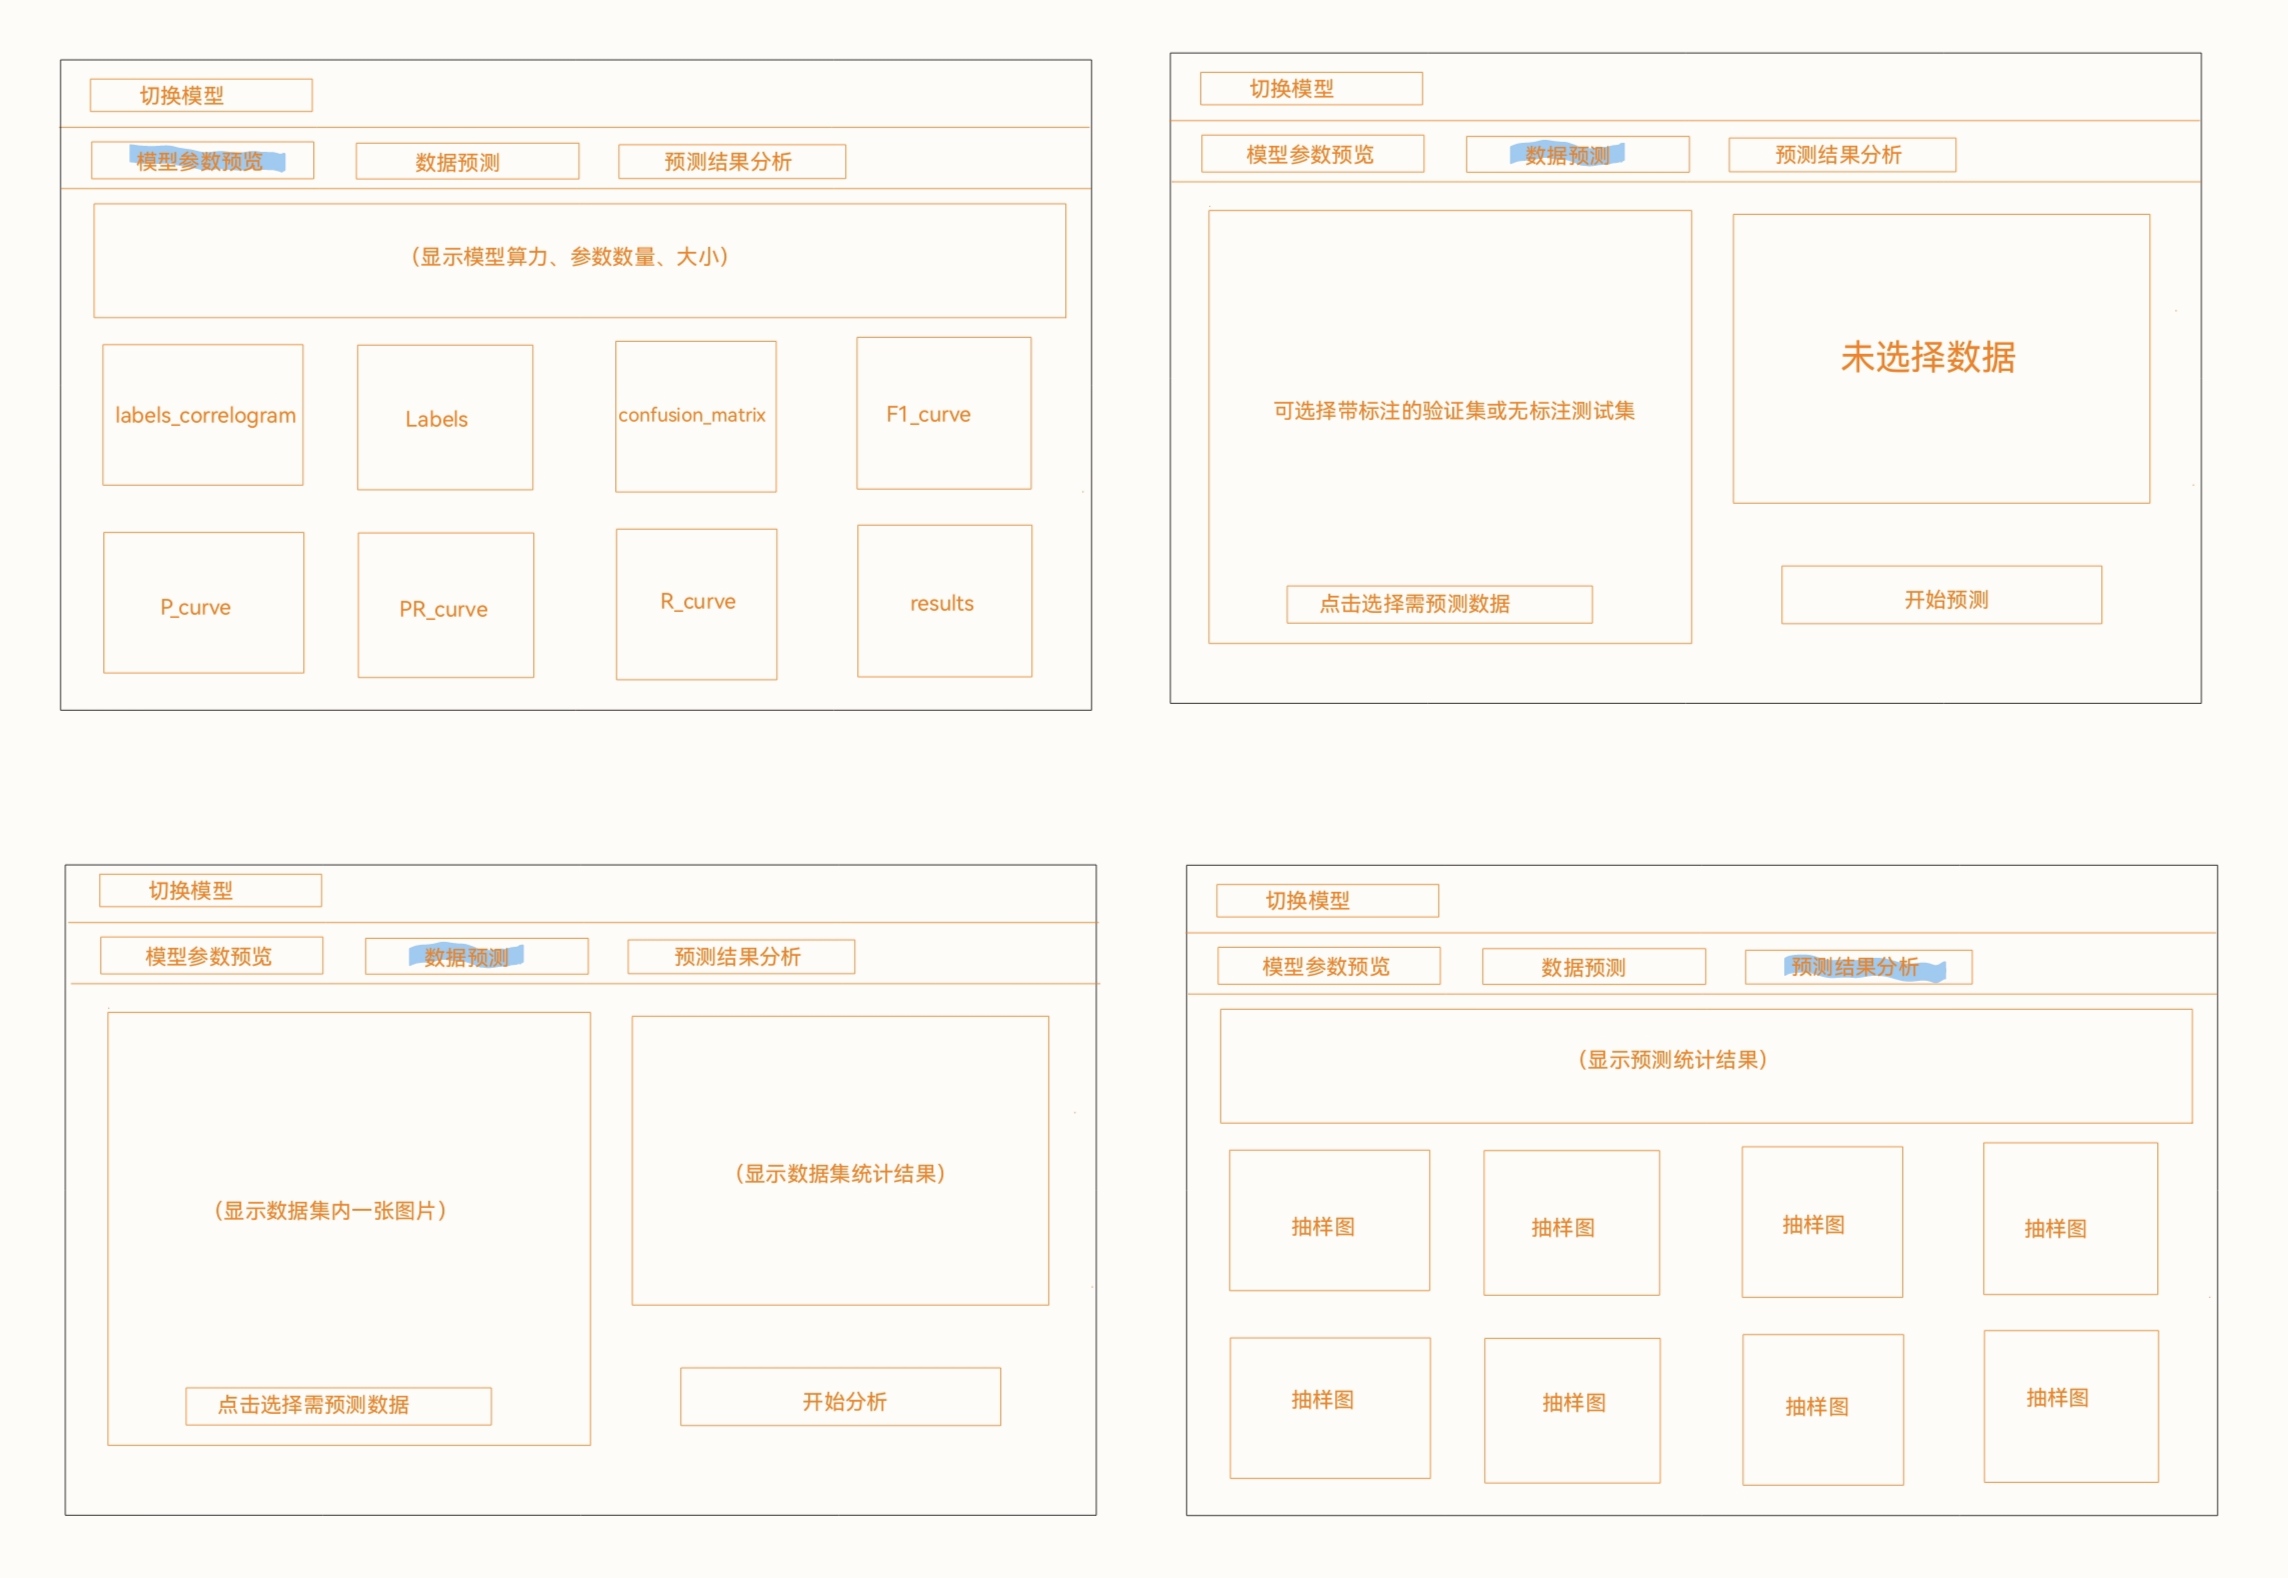 切换模型
模型参数预览 数据预测 预测结果分析
（显示模型算力、参数数量、大小）
labels_correlogram Labels confusion_matrix F1_curve
P_curve PR_curve R_curve results
切换模型
模型参数预览 数据预测 预测结果分析
可选择带标注的验证集或无标注测试集
点击选择需预测数据
未选择数据
开始预测
切换模型
模型参数预览 数据预测 预测结果分析
（显示数据集内一张图片）
点击选择需预测数据
（显示数据集统计结果）
开始分析
切换模型
模型参数预览 数据预测 预测结果分析
（显示预测统计结果）
抽样图 抽样图 抽样图 抽样图
抽样图 抽样图 抽样图 抽样图